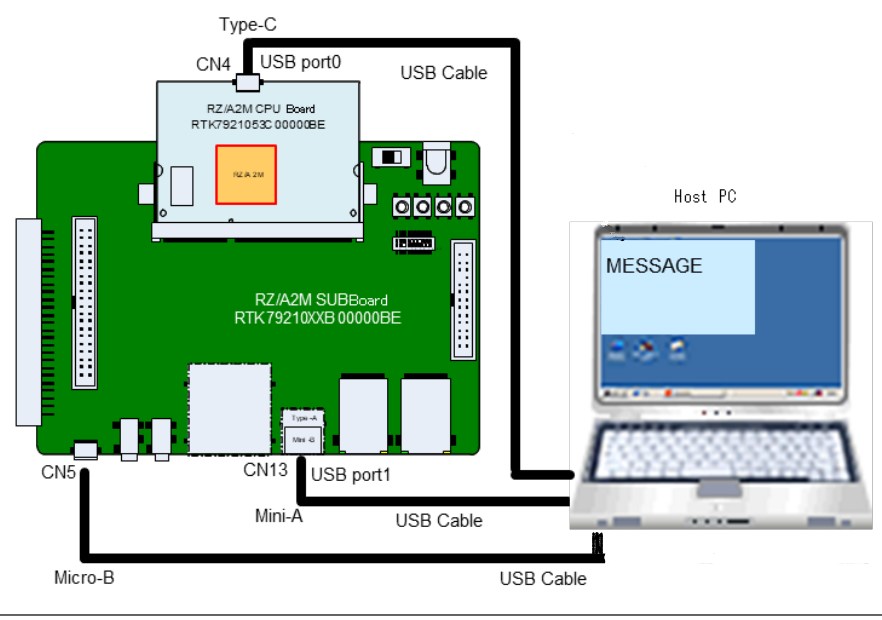 Type-C
CN4
USB port0
USB Cable
RZ/A2M CPU Board
RTK7921053C00000BE
RZ/A 2M
Host PC
MESSAGE
RZ/A2M SUBBoard
RTK79210XXB00000BE
Type-A
Mini -B
CN5
CN13
USB port1
Mini-A
USB Cable
Micro-B
USB Cable